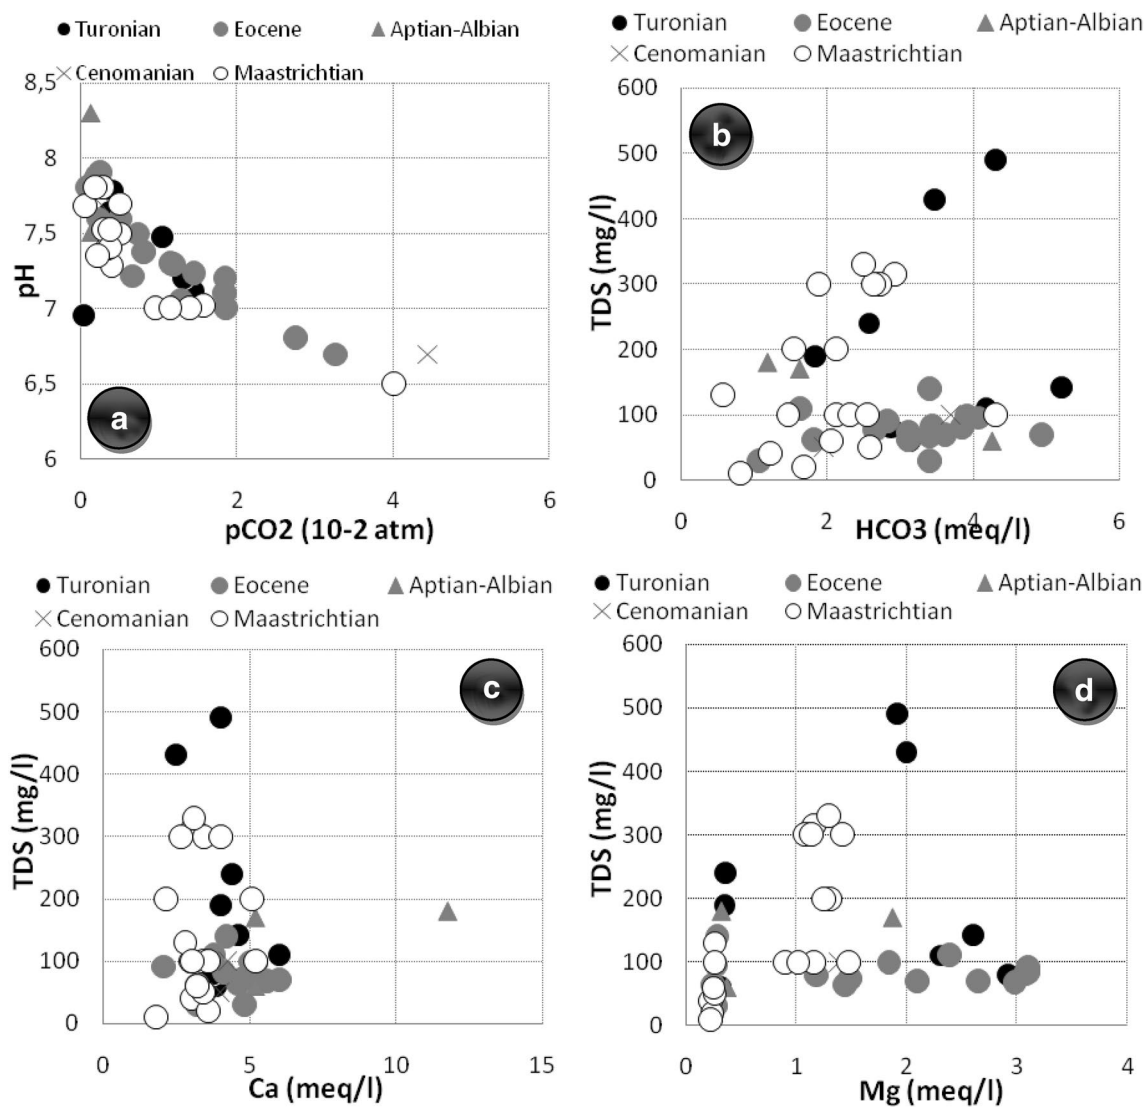 Turonian Eocene Aptian-Albian
Cenomanian Maastrichtian
8,5
8
7,5
7
6,5
6
pH
0 2 4 6
pCO2 (10-2 atm)
a
Turonian Eocene Aptian-Albian
Cenomanian Maastrichtian
600
500
400
300
200
100
0
TDS (mg/l)
0 2 4 6
HCO3 (meq/l)
b
Turonian Eocene Aptian-Albian
Cenomanian Maastrichtian
600
500
400
300
200
100
0
TDS (mg/l)
0 5 10 15
Ca (meq/l)
c
Turonian Eocene Aptian-Albian
Cenomanian Maastrichtian
600
500
400
300
200
100
0
TDS (mg/l)
0 1 2 3 4
Mg (meq/l)
d